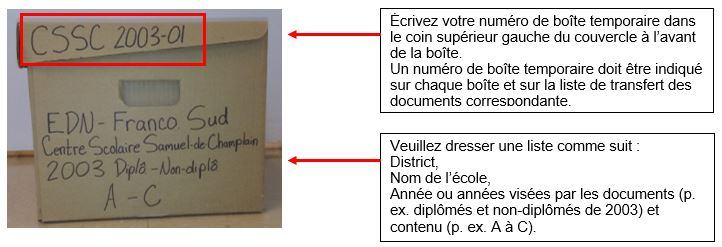 CSSC 2003-01
EDN - Franco Sud
Centre Scolaire Samuel-de-Champlain
2003 Diplô - Non-diplô
A - C
Écrivez votre numéro de boîte temporaire dans
le coin supérieur gauche du couvercle à l'avant
de la boîte.
Un numéro de boîte temporaire doit être indiqué
sur chaque boîte et sur la liste de transfert des
documents correspondante.
Veuillez dresser une liste comme suit :
District,
Nom de l'école,
Année ou années visées par les documents (p.
ex. diplômés et non-diplômés de 2003) et
contenu (p. ex. A à C).